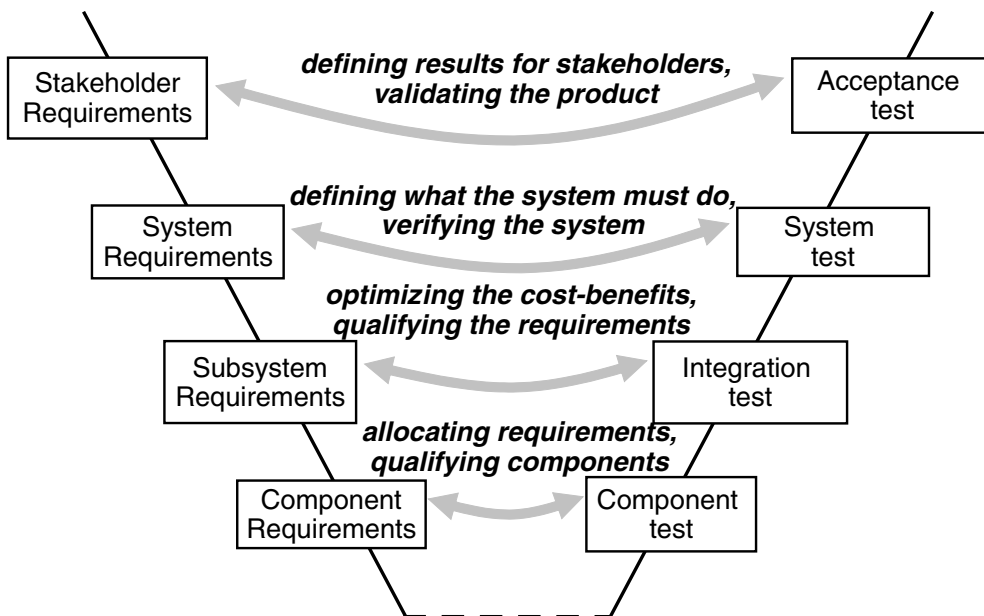 defining results for stakeholders,
validating the product
Stakeholder
Requirements
Acceptance
test
defining what the system must do,
verifying the system
System
Requirements
System
test
optimizing the cost-benefits,
qualifying the requirements
Subsystem
Requirements
Integration
test
allocating requirements,
qualifying components
Component
Requirements
Component
test